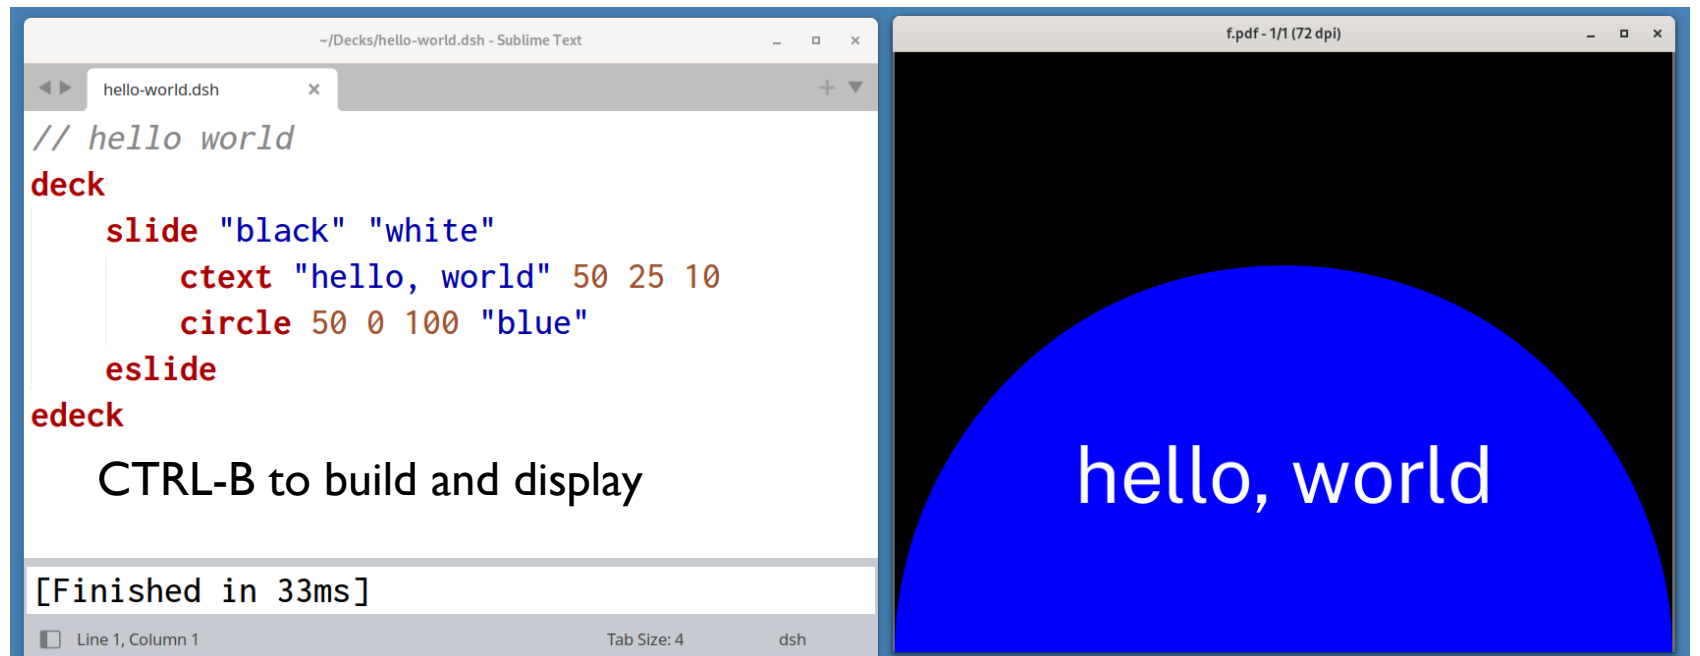 ~/Decks/hello-world.dsh - Sublime Text
hello-world.dsh
// hello world
deck
slide "black" "white"
ctext "hello, world" 50 25 10
circle 50 0 100 "blue"
eslide
edeck
CTRL-B to build and display
[Finished in 33ms]
Line 1, Column 1 Tab Size: 4 dsh
f.pdf - 1/1 (72 dpi)
hello, world